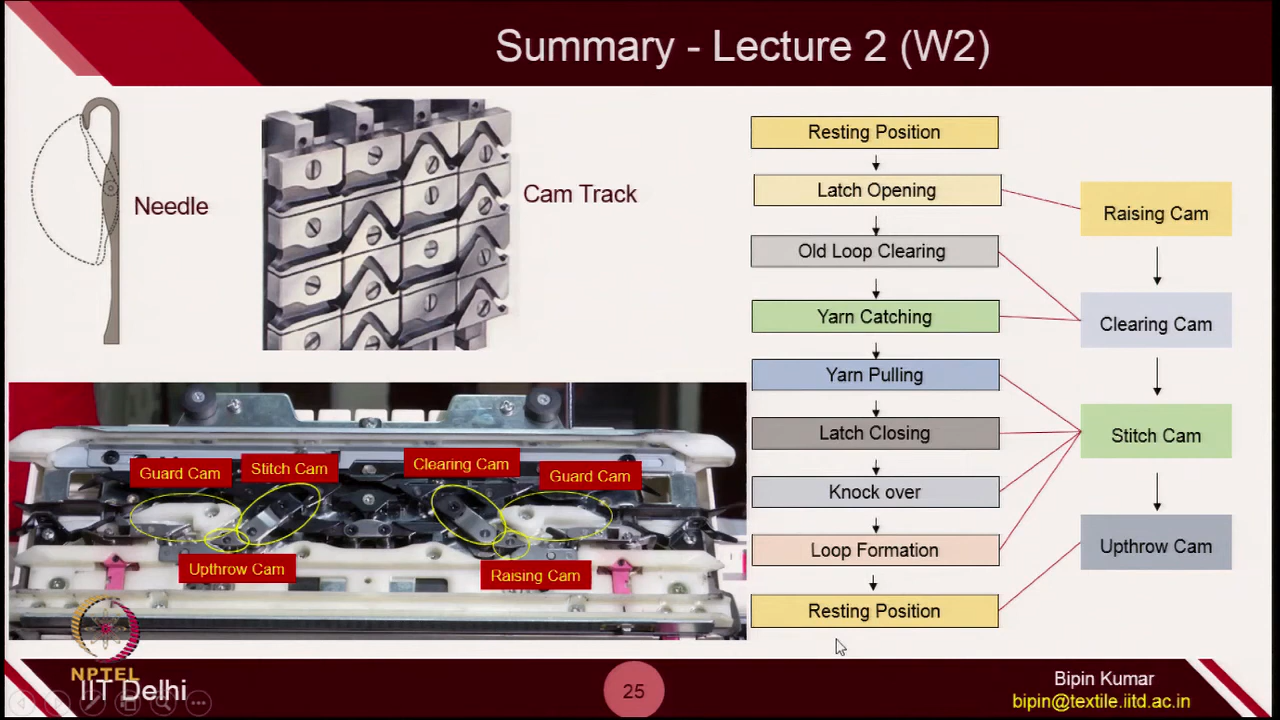 Summary - Lecture 2 (W2)
Needle
Cam Track
Resting Position
Latch Opening
Old Loop Clearing
Yarn Catching
Yarn Pulling
Latch Closing
Knock over
Loop Formation
Resting Position
Raising Cam
Clearing Cam
Stitch Cam
Upthrow Cam
Guard Cam
Stitch Cam
Clearing Cam
Guard Cam
Upthrow Cam
Raising Cam
NPTEL
IIT Delhi
25
Bipin Kumar
bipin@textile.iitd.ac.in